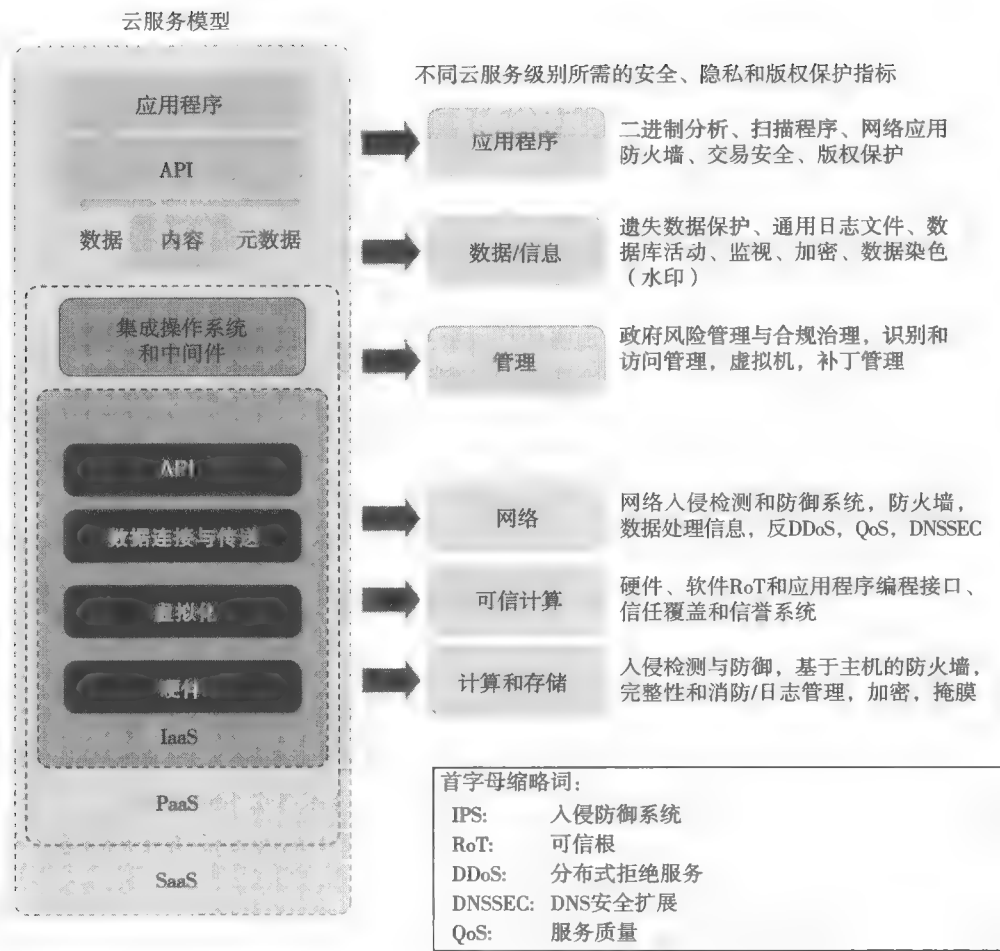 云服务模型
不同云服务级别所需的安全、隐私和版权保护指标
应用程序
API
数据 内容 元数据
集成操作系统
和中间件
API
数据连接与传送
虚拟化
硬件
IaaS
PaaS
SaaS
应用程序
二进制分析、扫描程序、网络应用
防火墙、交易安全、版权保护
数据/信息
遗失数据保护、通用日志文件、数
据库活动、监视、加密、数据染色
(水印)
管理
政府风险管理与合规治理,识别和
访问管理,虚拟机,补丁管理
网络
网络入侵检测和防御系统,防火墙,
数据处理信息,反DDoS,QoS,DNSSEC
可信计算
硬件、软件RoT和应用程序编程接口、
信任覆盖和信誉系统
计算和存储
入侵检测与防御,基于主机的防火墙,
完整性和消防/日志管理,加密,掩膜
首字母缩略词:
IPS: 入侵防御系统
RoT: 可信根
DDoS: 分布式拒绝服务
DNSSEC: DNS安全扩展
QoS: 服务质量